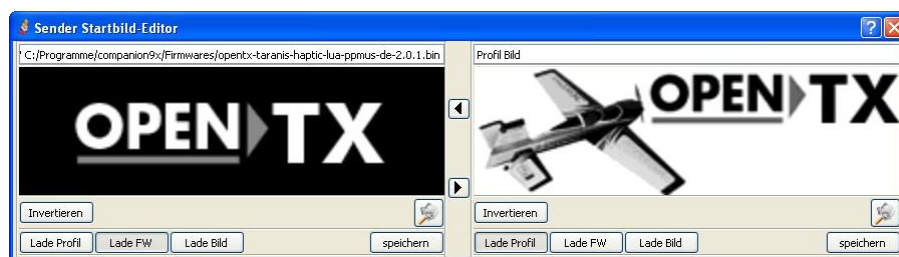 Sender Startbild-Editor
C:/Programme/companion9x/Firmwares/opentx-taranis-haptic-lua-ppmus-de-2.0.1.bin
Profil Bild
OPEN TX
OPEN TX
Invertieren
Invertieren
Lade Profil Lade FW Lade Bild speichern
Lade Profil Lade FW Lade Bild speichern